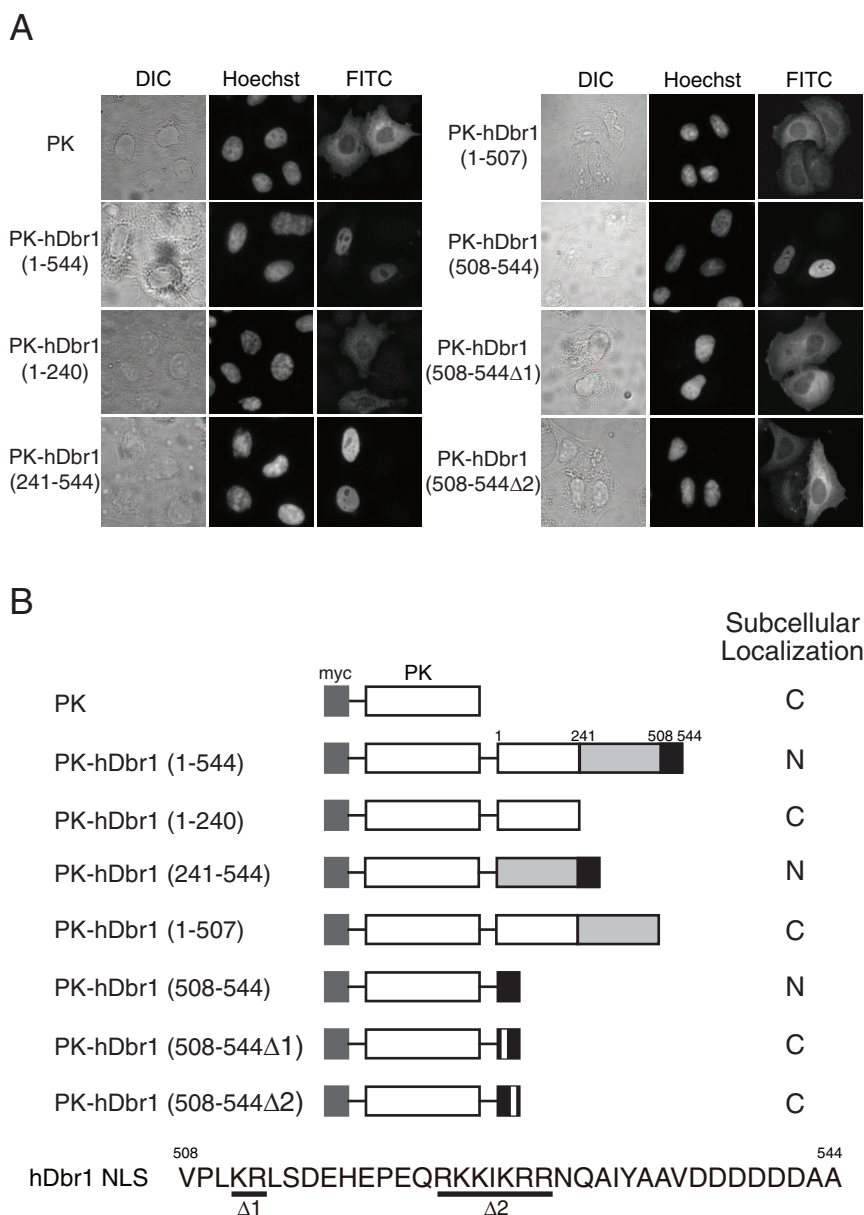 A
DIC Hoechst FITC
DIC Hoechst FITC
PK
PK-hDbr1
(1-544)
PK-hDbr1
(1-240)
PK-hDbr1
(241-544)
PK-hDbr1
(1-507)
PK-hDbr1
(508-544)
PK-hDbr1
(508-544Δ1)
PK-hDbr1
(508-544Δ2)
B
Subcellular
Localization
myc PK
PK C
1 241 508 544
PK-hDbr1 (1-544) N
PK-hDbr1 (1-240) C
PK-hDbr1 (241-544) N
PK-hDbr1 (1-507) C
PK-hDbr1 (508-544) N
PK-hDbr1 (508-544Δ1) C
PK-hDbr1 (508-544Δ2) C
508 544
hDbr1 NLS VPLKRLSDEHEPEQRKKIKRRNQAIYAAVDDDDDDAA
Δ1 Δ2